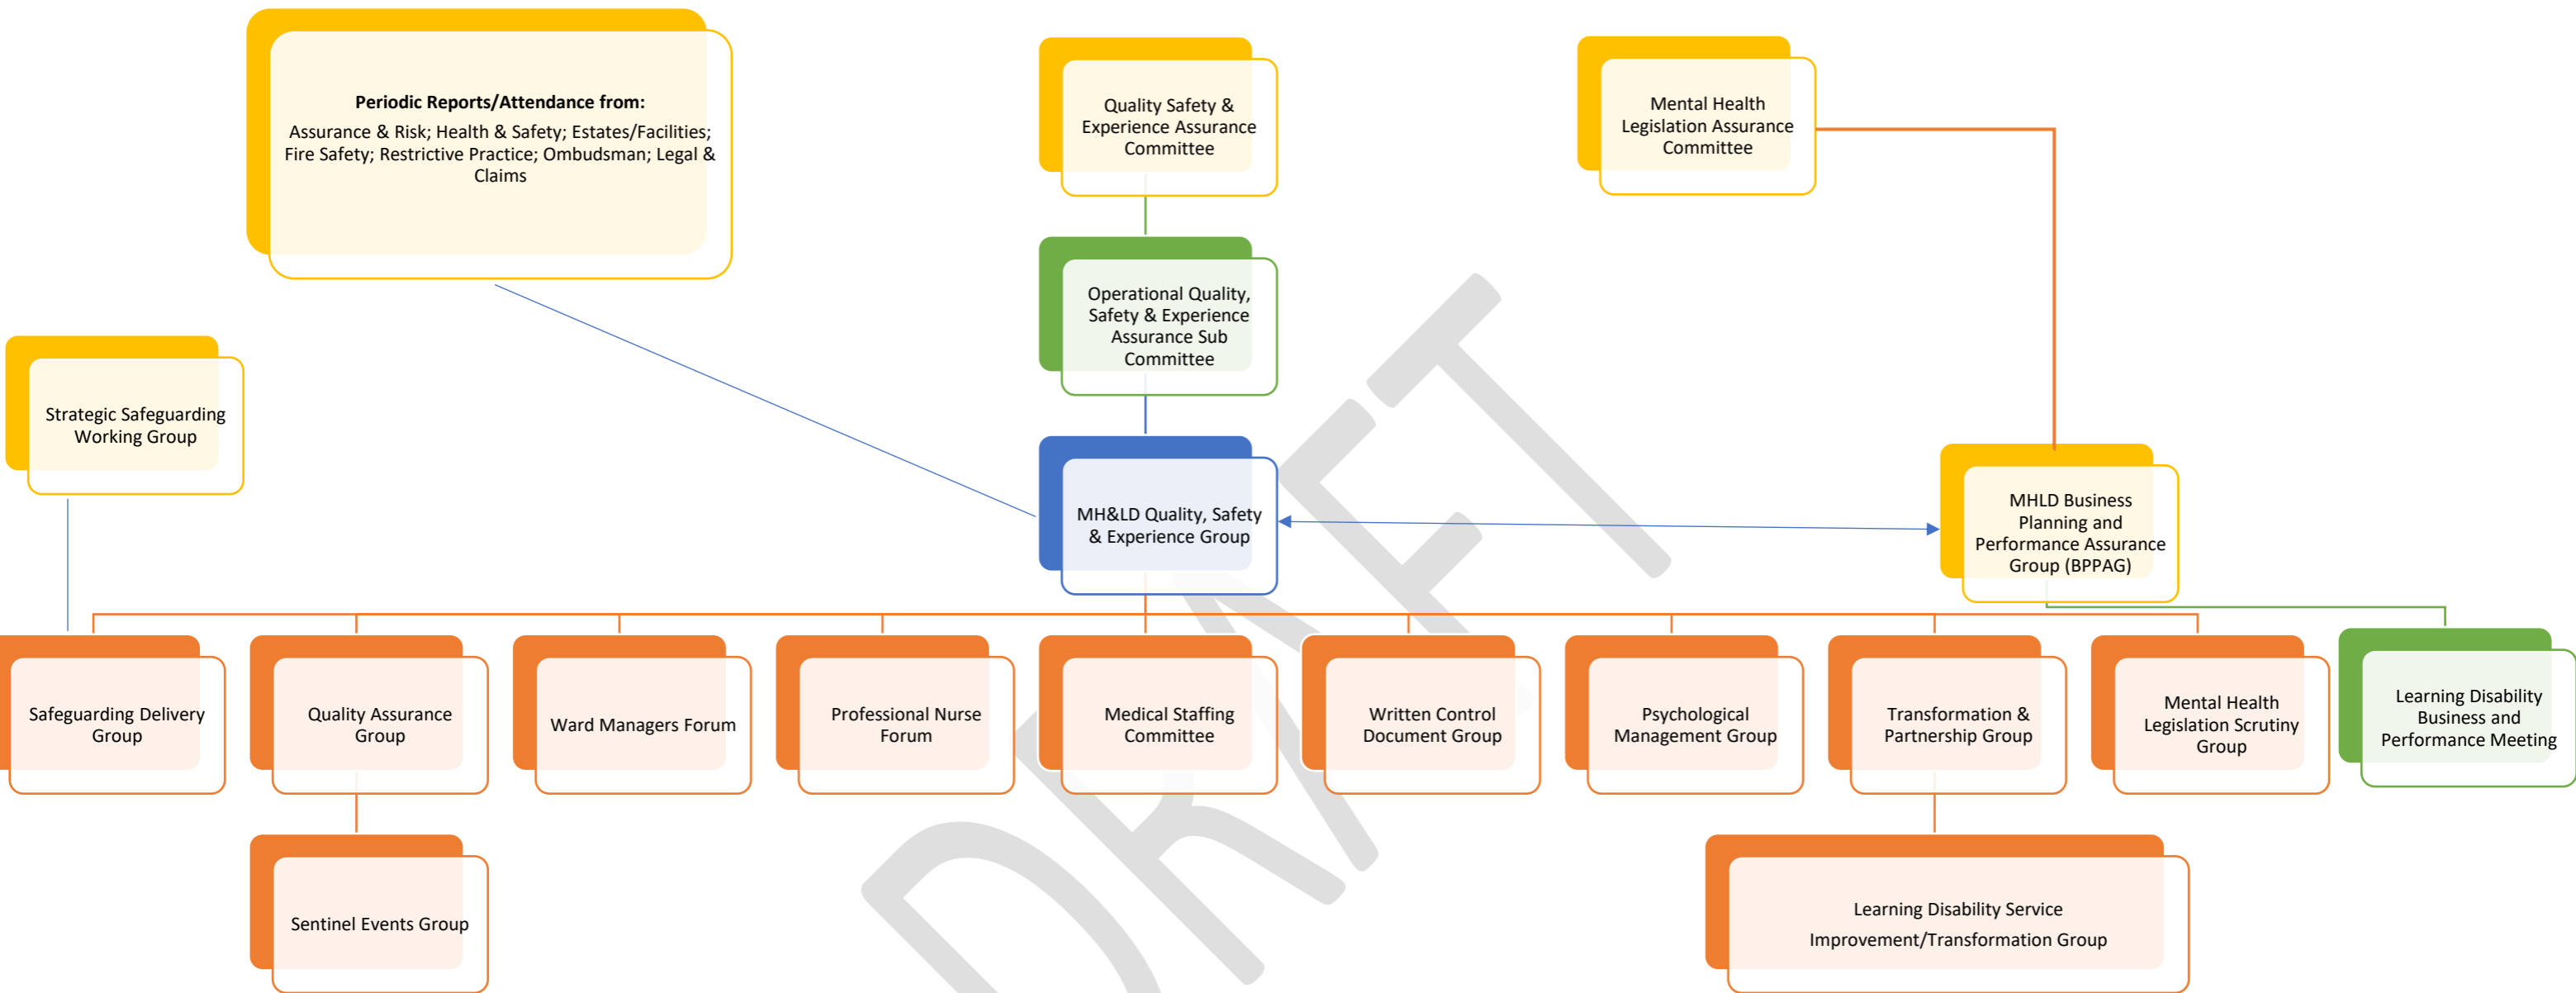 Periodic Reports/Attendance from:
Assurance & Risk; Health & Safety; Estates/Facilities;
Fire Safety; Restrictive Practice; Ombudsman; Legal &
Claims
Quality Safety &
Experience Assurance
Committee
Mental Health
Legislation Assurance
Committee
Operational Quality,
Safety & Experience
Assurance Sub
Committee
Strategic Safeguarding
Working Group
MH&LD Quality, Safety
& Experience Group
MHLD Business
Planning and
Performance Assurance
Group (BPPAG)
Safeguarding Delivery
Group
Quality Assurance
Group
Ward Managers Forum
Professional Nurse
Forum
Medical Staffing
Committee
Written Control
Document Group
Psychological
Management Group
Transformation &
Partnership Group
Mental Health
Legislation Scrutiny
Group
Learning Disability
Business and
Performance Meeting
Sentinel Events Group
Learning Disability Service
Improvement/Transformation Group
DRAFT